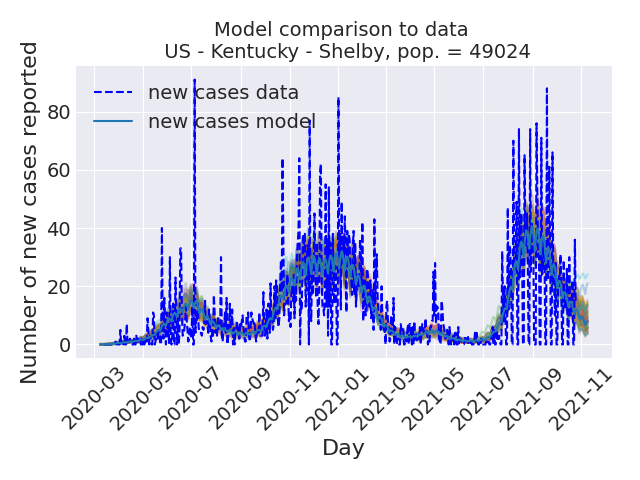 Model comparison to data
US - Kentucky - Shelby, pop. = 49024
new cases data
new cases model
Number of new cases reported
80
60
40
20
0
2020-03
2020-05
2020-07
2020-09
2020-11
2021-01
2021-03
2021-05
2021-07
2021-09
2021-11
Day